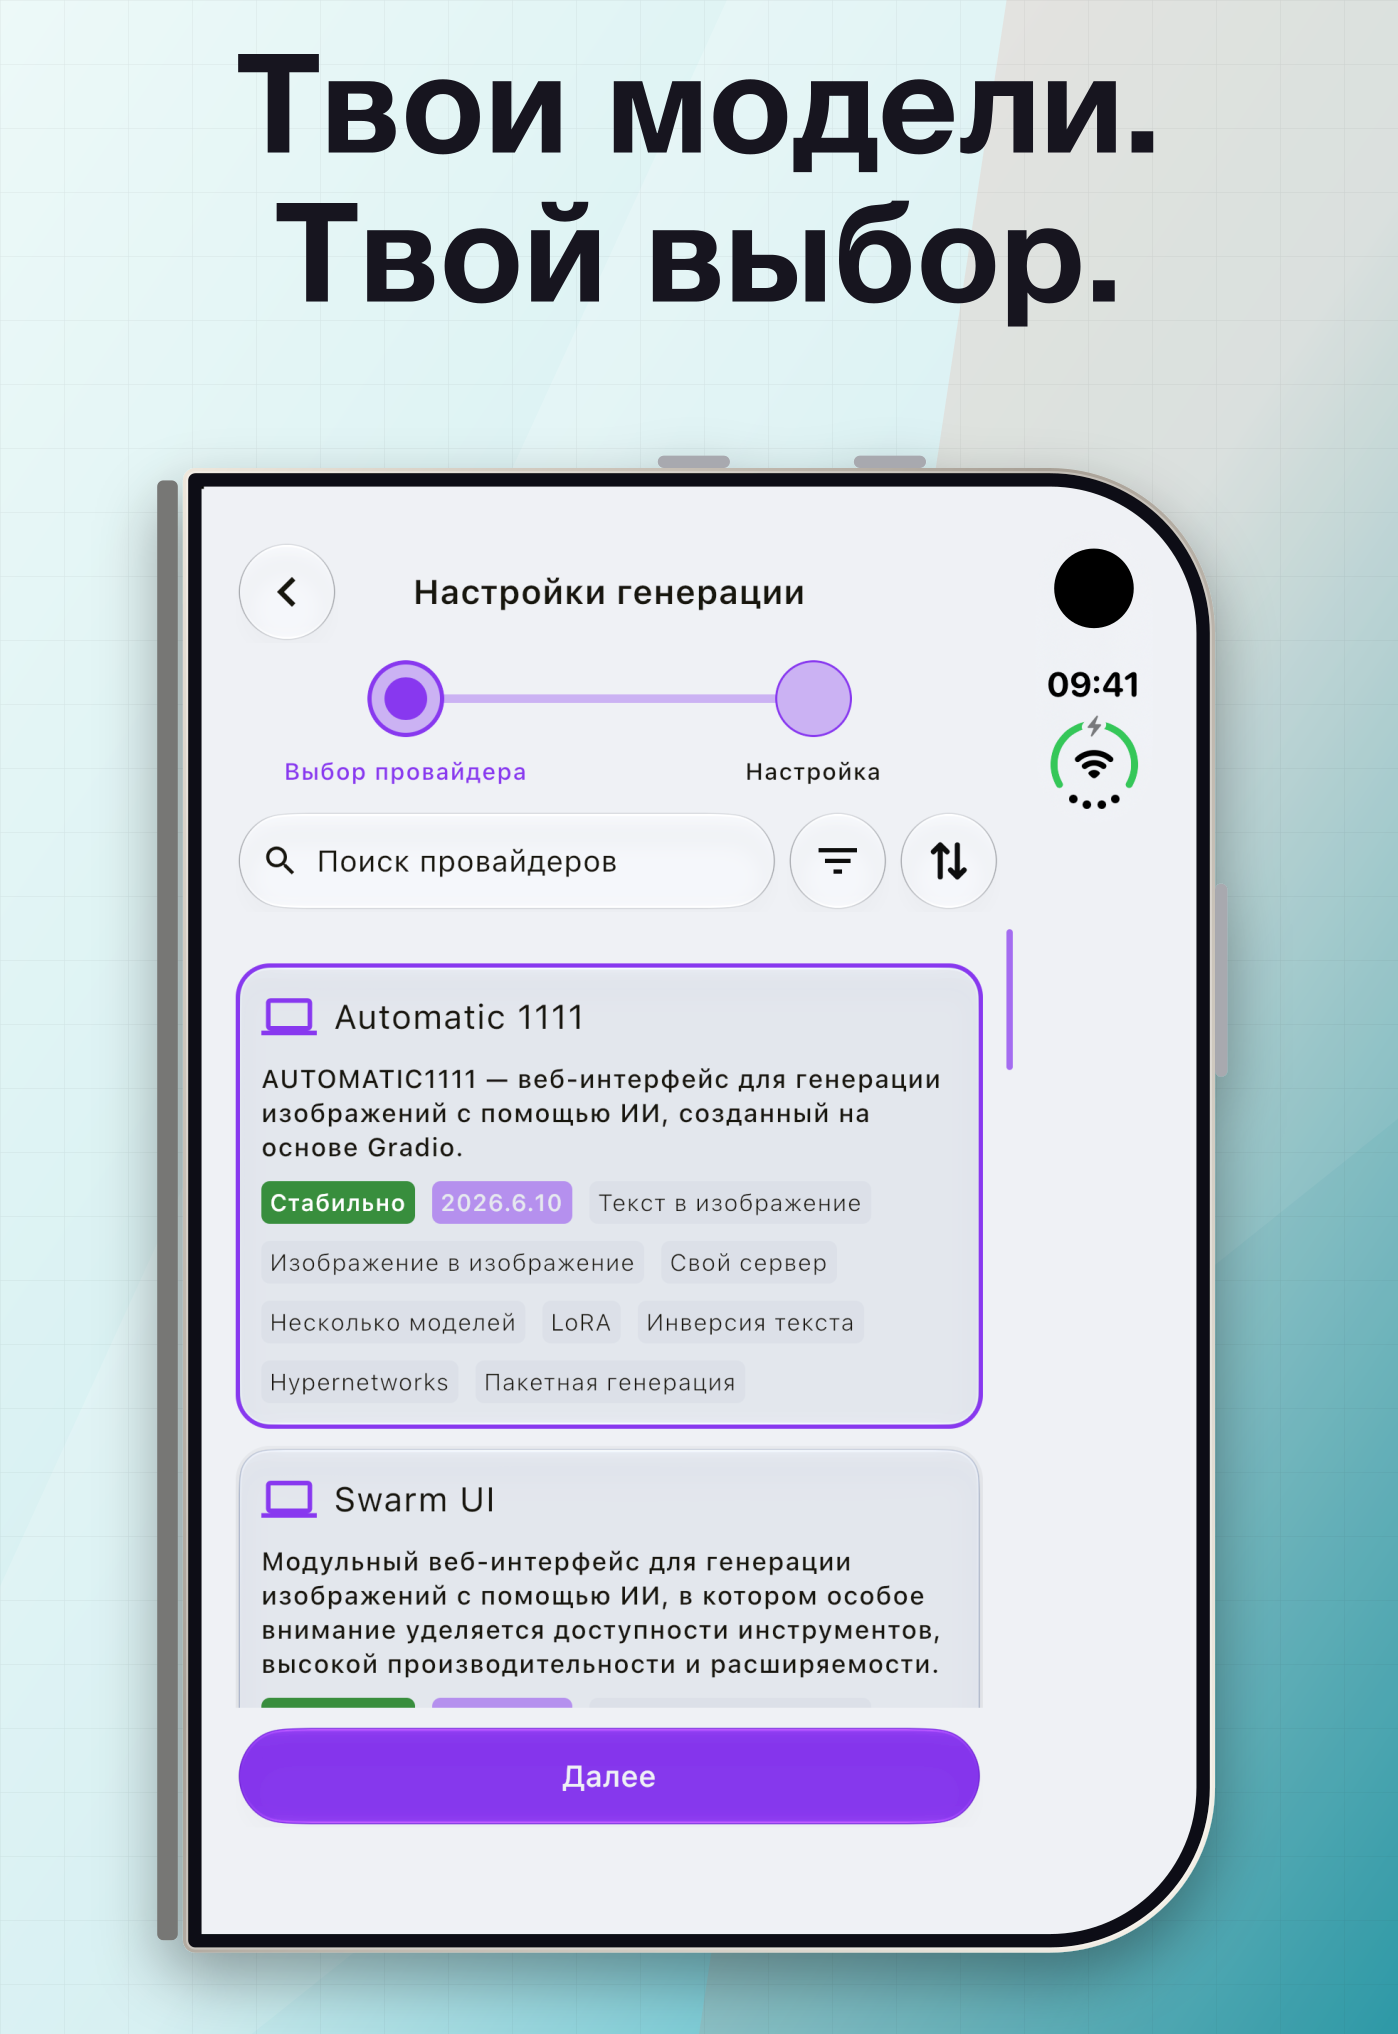 Твои модели.
Твой выбор.
Настройки генерации
09:41
Выбор провайдера
Настройка
Поиск провайдеров
Automatic 1111
AUTOMATIC1111 — веб-интерфейс для генерации
изображений с помощью ИИ, созданный на
основе Gradio.
Стабильно 2026.6.10 Текст в изображение
Изображение в изображение Свой сервер
Несколько моделей LoRA Инверсия текста
Hypernetworks Пакетная генерация
Swarm UI
Модульный веб-интерфейс для генерации
изображений с помощью ИИ, в котором особое
внимание уделяется доступности инструментов,
высокой производительности и расширяемости.
Далее